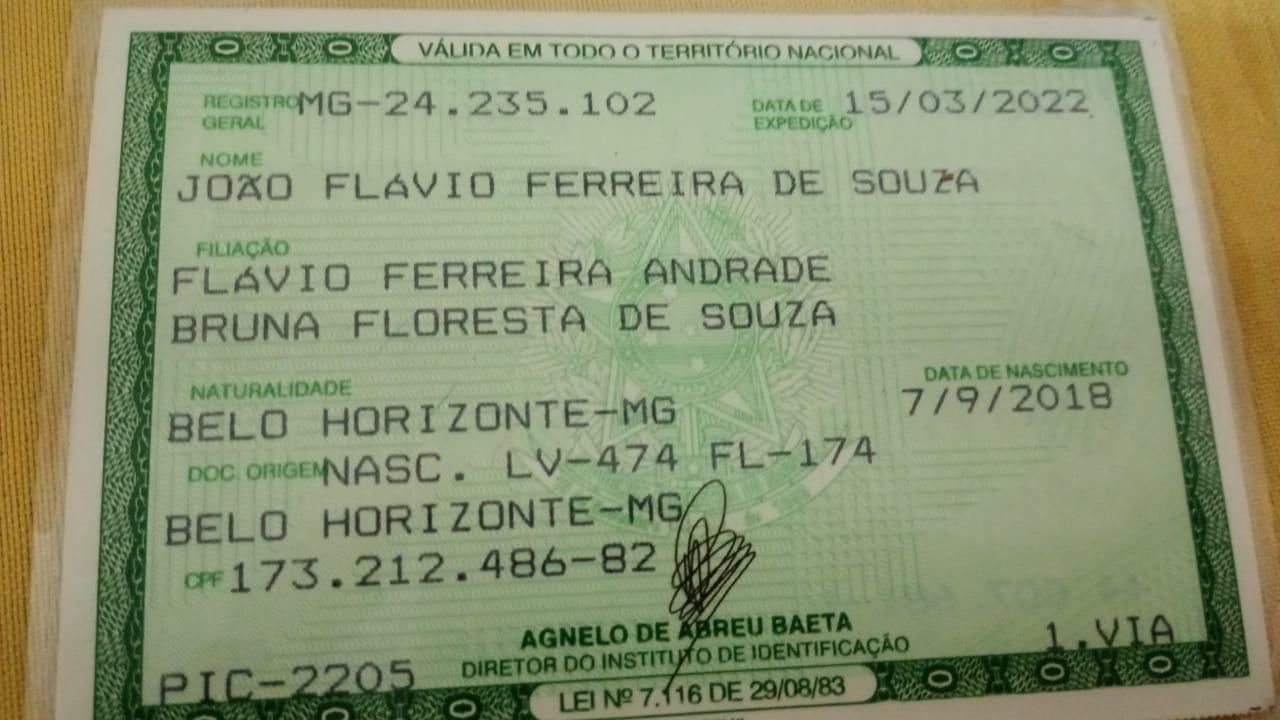 VÁLIDA EM TODO O TERRITÓRIO NACIONAL
REGISTRO GERAL MG-24.235.102 DATA DE EXPEDIÇÃO 15/03/2022
NOME
JOÃO FLÁVIO FERREIRA DE SOUZA
FILIAÇÃO
FLÁVIO FERREIRA ANDRADE
BRUNA FLORESTA DE SOUZA
NATURALIDADE DATA DE NASCIMENTO
BELO HORIZONTE-MG 7/9/2018
DOC. ORIGEM NASC. LV-474 FL-174
BELO HORIZONTE-MG
CPF 173.212.486-82
AGNELO DE ABREU BAETA
PIC-2205 DIRETOR DO INSTITUTO DE IDENTIFICAÇÃO 1.VIA
LEI Nº 7.116 DE 29/08/83